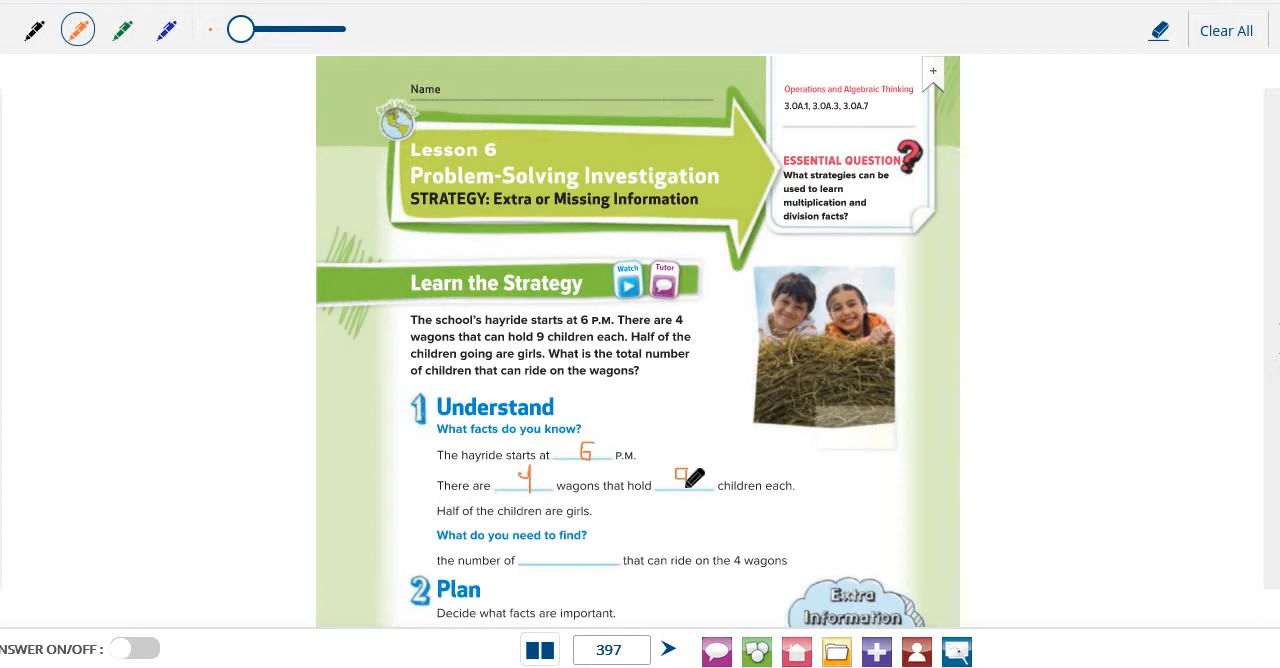 Clear All
Name
+
Operations and Algebraic Thinking
3.OA.1, 3.OA.3, 3.OA.7
Lesson 6
Problem-Solving Investigation
STRATEGY: Extra or Missing Information
ESSENTIAL QUESTION
What strategies can be
used to learn
multiplication and
division facts?
Learn the Strategy
Watch
Tutor
The school's hayride starts at 6 P.M. There are 4
wagons that can hold 9 children each. Half of the
children going are girls. What is the total number
of children that can ride on the wagons?
1 Understand
What facts do you know?
The hayride starts at 6 P.M.
There are 4 wagons that hold 9 children each.
Half of the children are girls.
What do you need to find?
the number of that can ride on the 4 wagons
2 Plan
Decide what facts are important.
Extra
Information
NSWER ON/OFF :
397